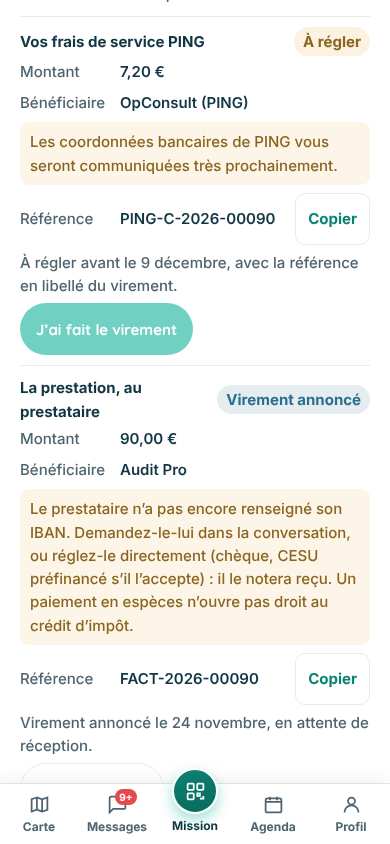 Vos frais de service PING
À régler
Montant 7,20 €
Bénéficiaire OpConsult (PING)
Les coordonnées bancaires de PING vous
seront communiquées très prochainement.
Référence PING-C-2026-00090 Copier
À régler avant le 9 décembre, avec la référence
en libellé du virement.
J'ai fait le virement
La prestation, au
prestataire
Virement annoncé
Montant 90,00 €
Bénéficiaire Audit Pro
Le prestataire n’a pas encore renseigné son
IBAN. Demandez-le-lui dans la conversation,
ou réglez-le directement (chèque, CESU
préfinancé s’il l’accepte) : il le notera reçu. Un
paiement en espèces n’ouvre pas droit au
crédit d’impôt.
Référence FACT-2026-00090 Copier
Virement annoncé le 24 novembre, en attente de
réception.
9+
Carte Messages Mission Agenda Profil